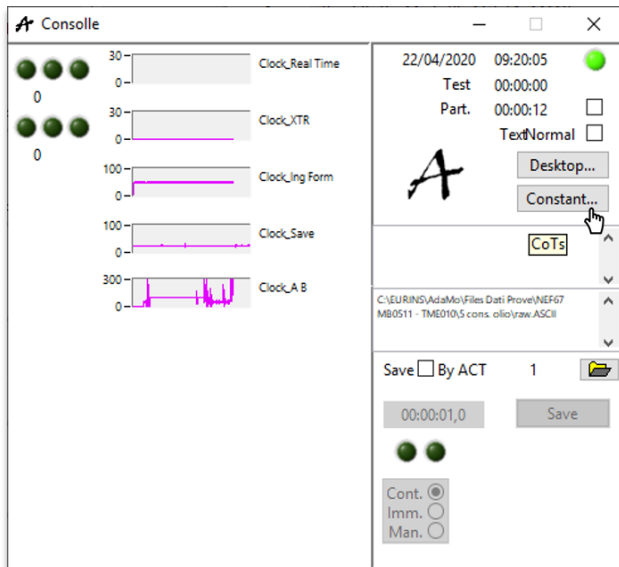 Consolle
30
0
Clock_Real Time
0
30
0
Clock_XTR
0
100
0
Clock_Ing Form
100
0
Clock_Save
300
0
Clock_A B
22/04/2020 09:20:05
Test 00:00:00
Part. 00:00:12
TextNormal
Desktop...
Constant...
CoTs
C:\EURINS\AdaMo\Files Dati Prove\NEF67
MB0511 - TME010\5 cons. olio\raw.ASCII
Save By ACT 1
00:00:01,0 Save
Cont.
Imm.
Man.